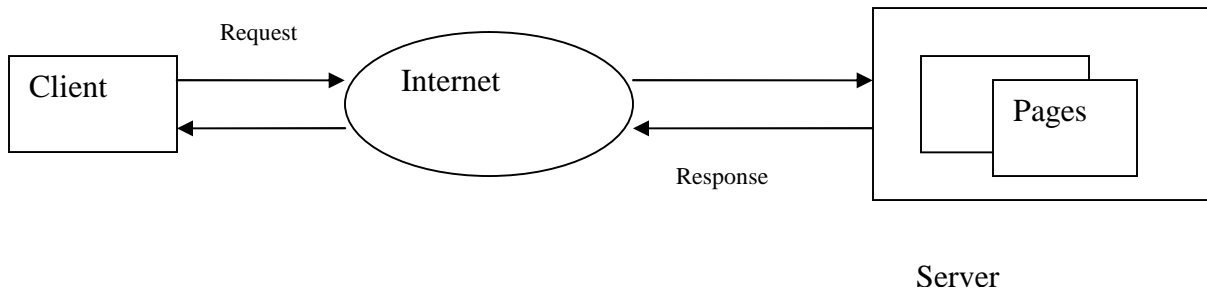 Request
Client
Internet
Pages
Response
Server